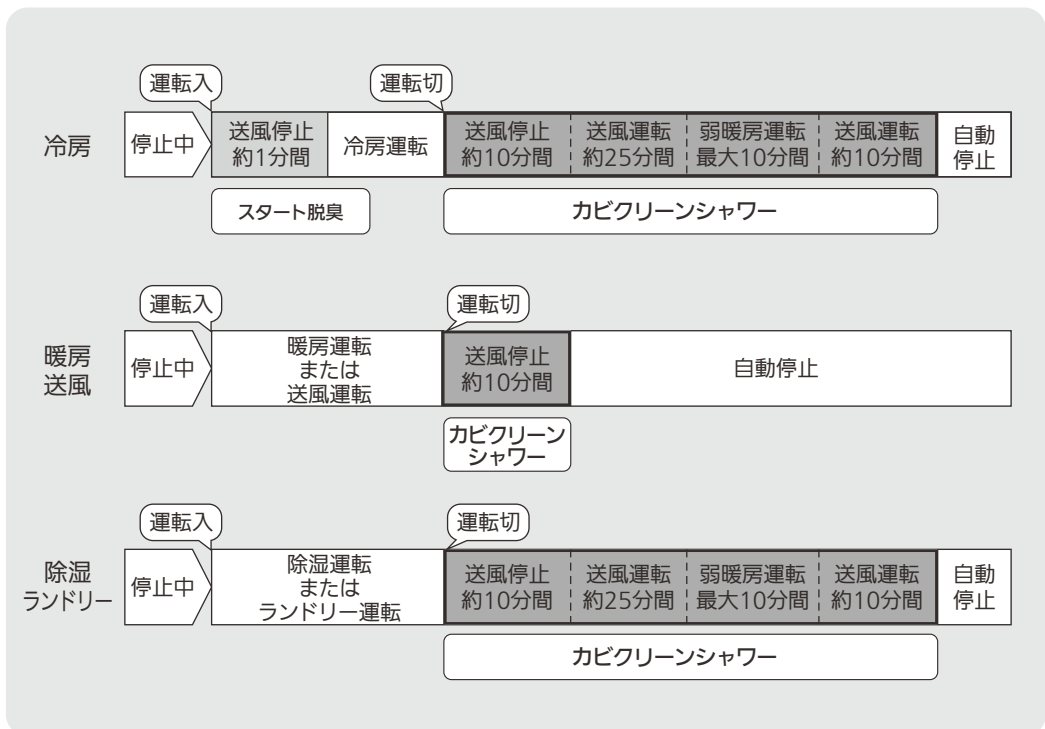 運転入
運転切
冷房
停止中
送風停止
約1分間
冷房運転
送風停止
約10分間
送風運転
約25分間
弱暖房運転
最大10分間
送風運転
約10分間
自動
停止
スタート脱臭
カビクリーンシャワー
運転入
運転切
暖房
送風
停止中
暖房運転
または
送風運転
送風停止
約10分間
自動停止
カビクリーン
シャワー
運転入
運転切
除湿
ランドリー
停止中
除湿運転
または
ランドリー運転
送風停止
約10分間
送風運転
約25分間
弱暖房運転
最大10分間
送風運転
約10分間
自動
停止
カビクリーンシャワー